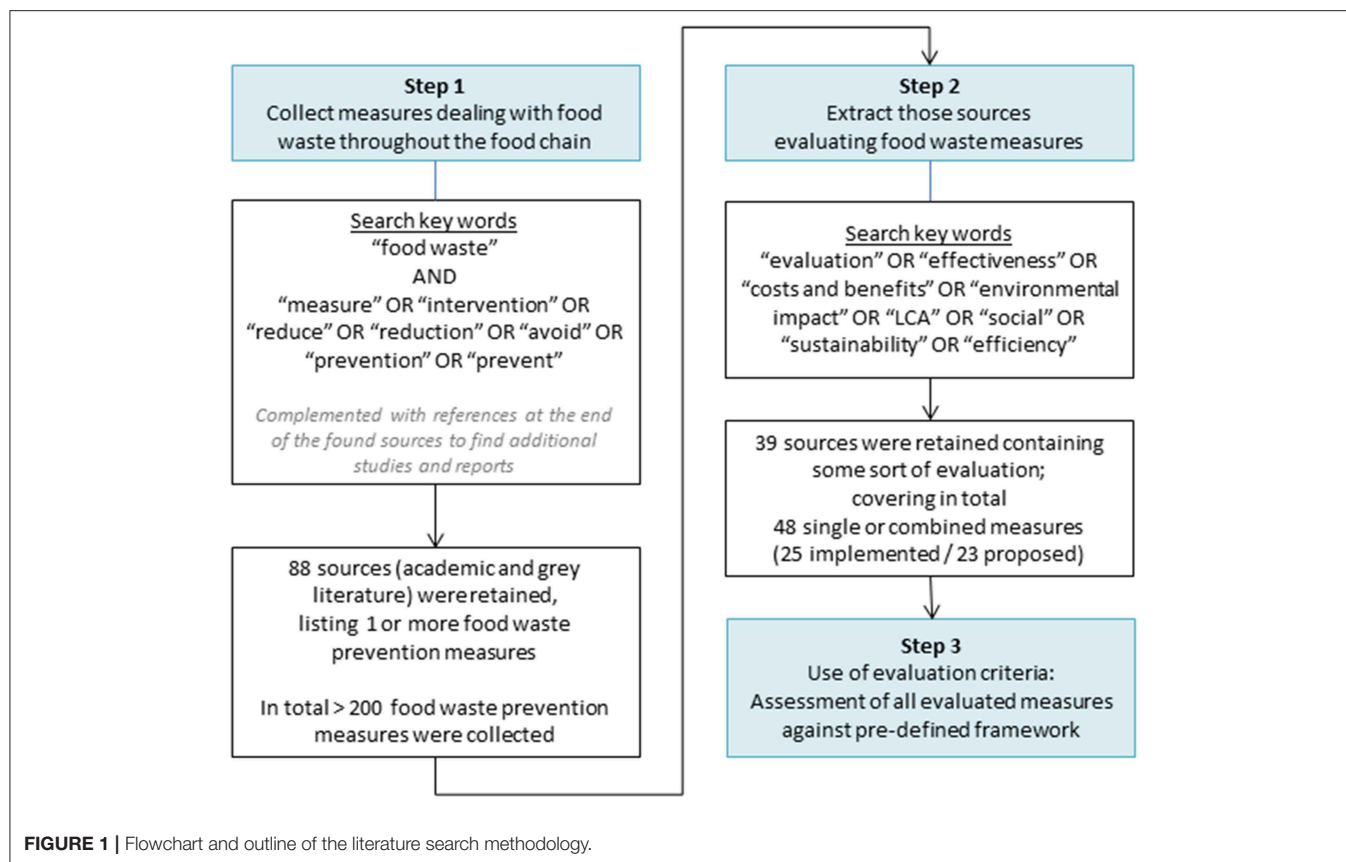 Step 1
Collect measures dealing with food
waste throughout the food chain
Search key words
“food waste”
AND
“measure” OR “intervention” OR
“reduce” OR “reduction” OR “avoid” OR
“prevention” OR “prevent”
Complemented with references at the end
of the found sources to find additional
studies and reports
88 sources (academic and grey
literature) were retained,
listing 1 or more food waste
prevention measures
In total > 200 food waste prevention
measures were collected
Step 2
Extract those sources
evaluating food waste measures
Search key words
“evaluation” OR “effectiveness” OR
“costs and benefits” OR “environmental
impact” OR “LCA” OR “social” OR
“sustainability” OR “efficiency”
39 sources were retained containing
some sort of evaluation;
covering in total
48 single or combined measures
(25 implemented / 23 proposed)
Step 3
Use of evaluation criteria:
Assessment of all evaluated measures
against pre-defined framework
FIGURE 1 | Flowchart and outline of the literature search methodology.